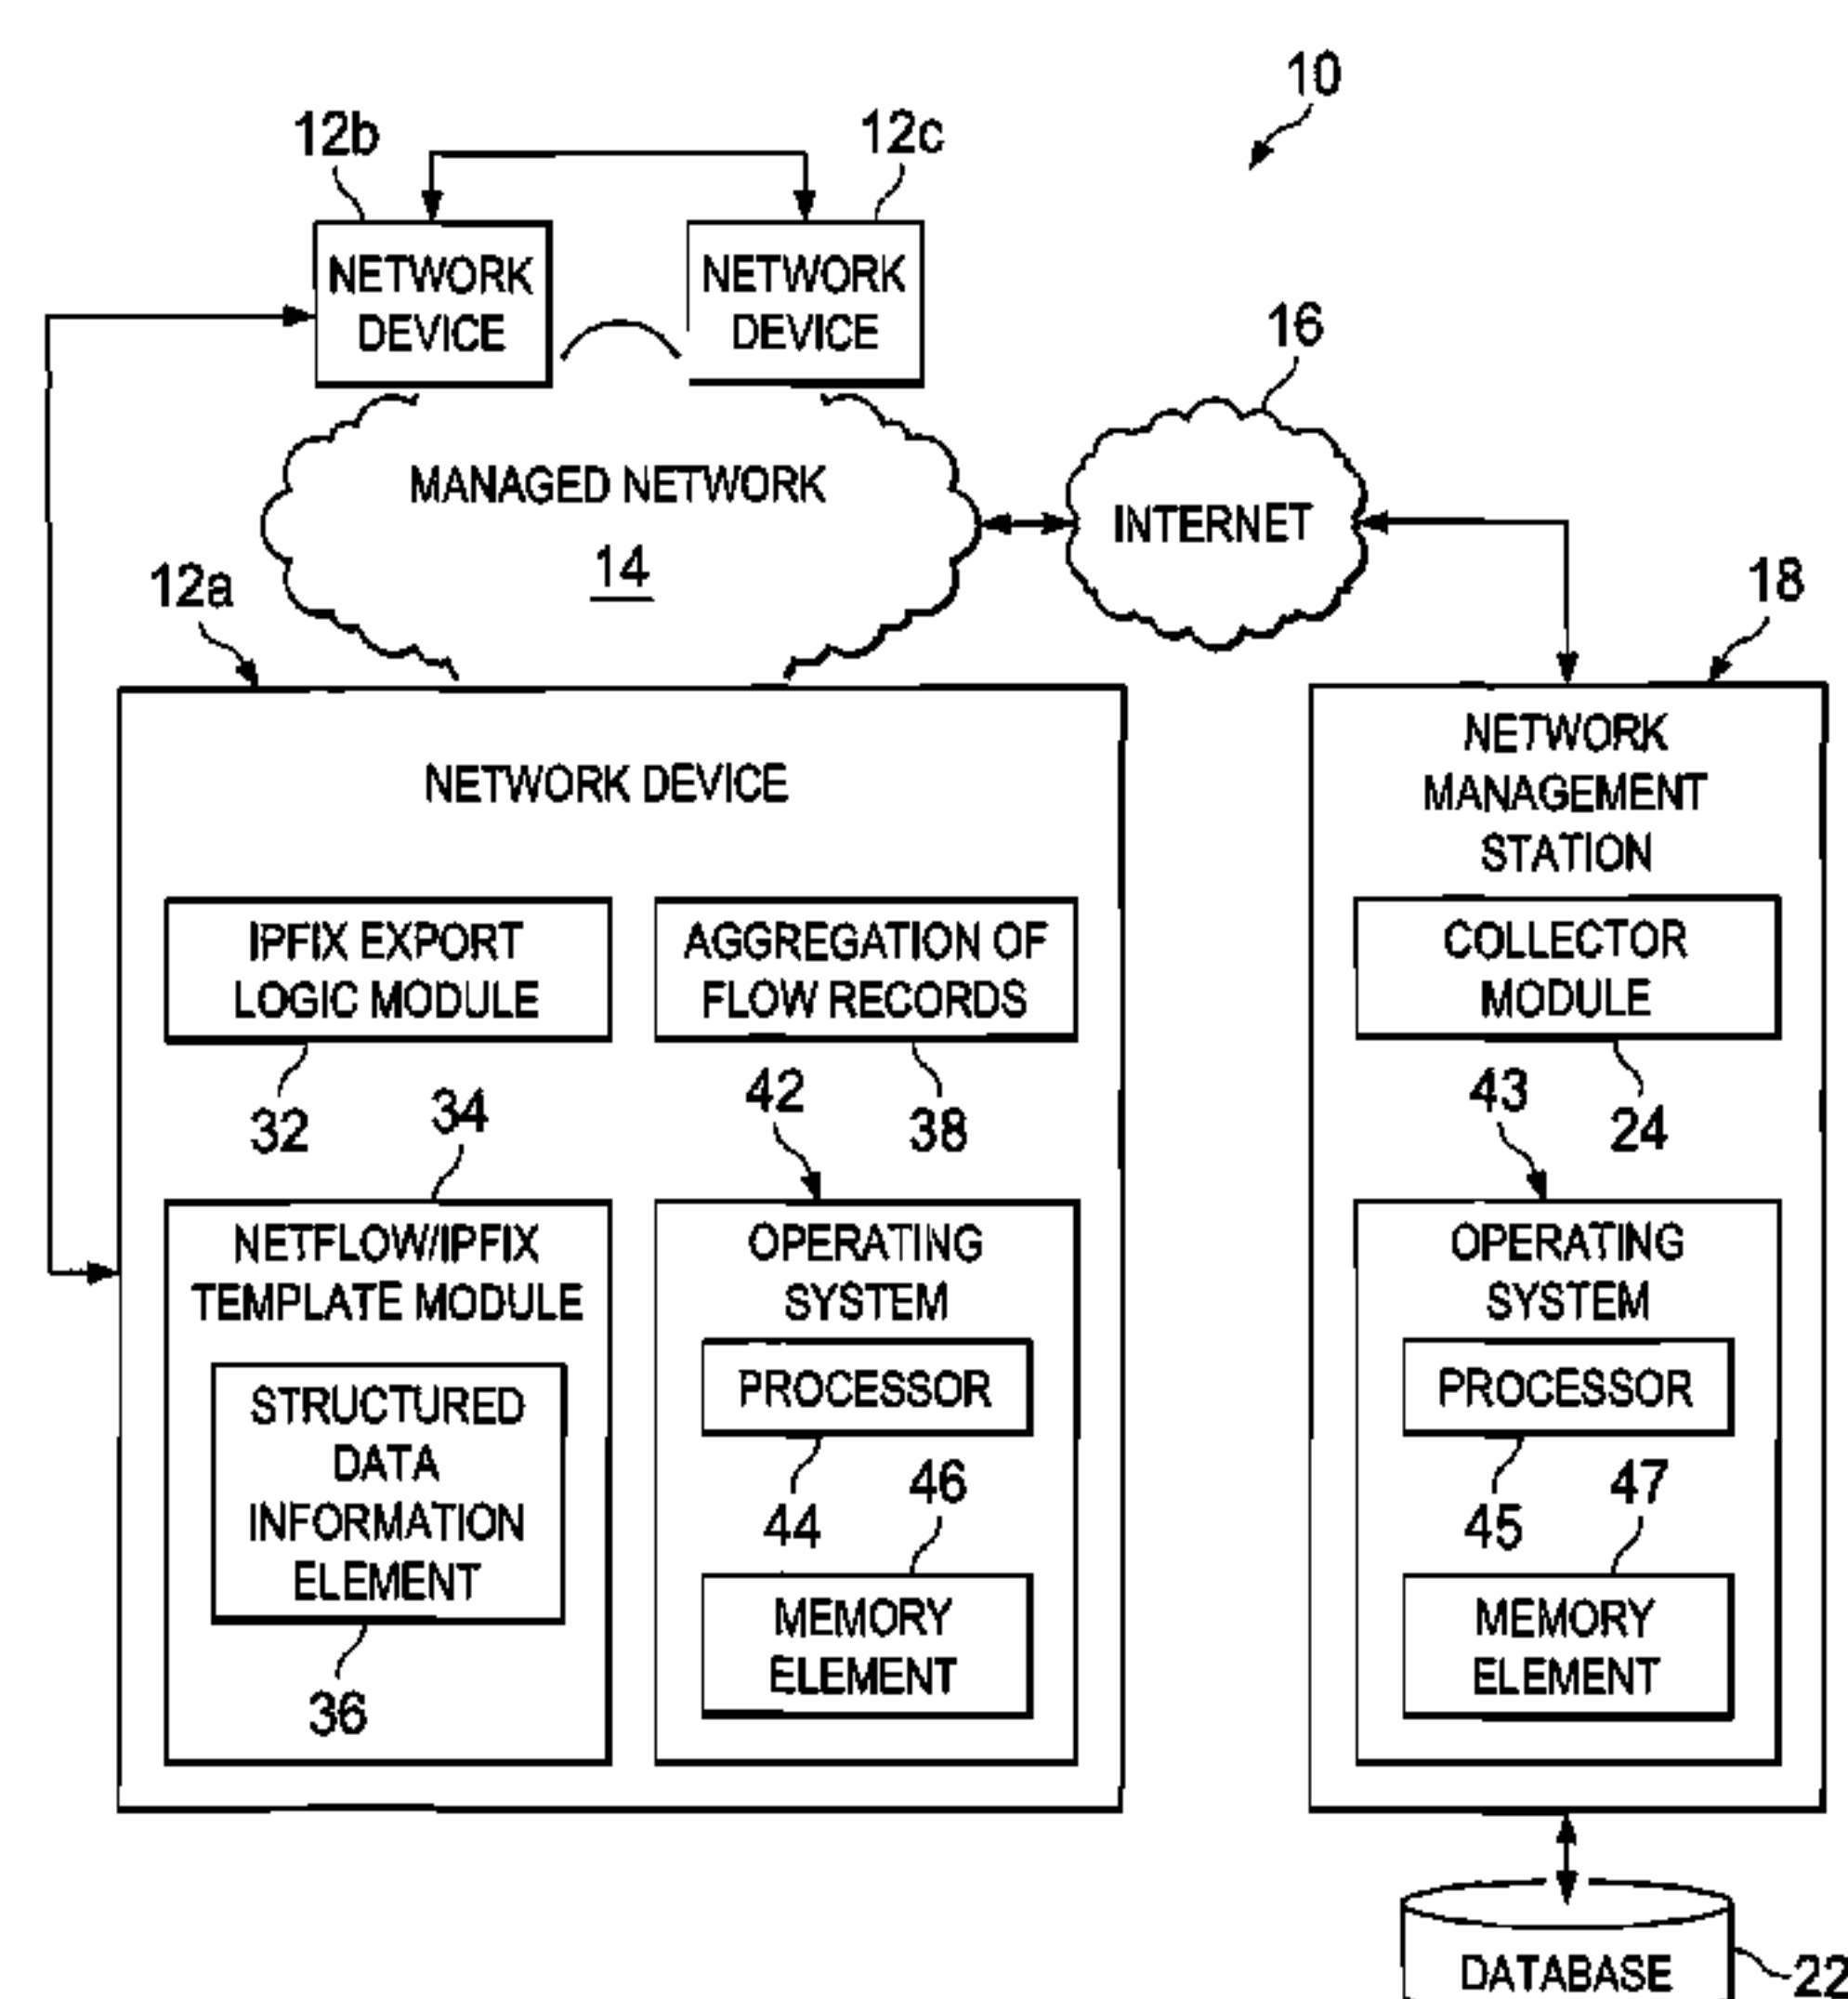 10
12b
12c
NETWORK
DEVICE
NETWORK
DEVICE
16
MANAGED NETWORK
14
INTERNET
12a
18
NETWORK DEVICE
NETWORK
MANAGEMENT
STATION
IPFIX EXPORT
LOGIC MODULE
AGGREGATION OF
FLOW RECORDS
COLLECTOR
MODULE
32
34
42
38
43
24
NETFLOW/IPFIX
TEMPLATE MODULE
OPERATING
SYSTEM
OPERATING
SYSTEM
STRUCTURED
DATA
INFORMATION
ELEMENT
PROCESSOR
PROCESSOR
44
46
45
47
MEMORY
ELEMENT
MEMORY
ELEMENT
36
DATABASE
22